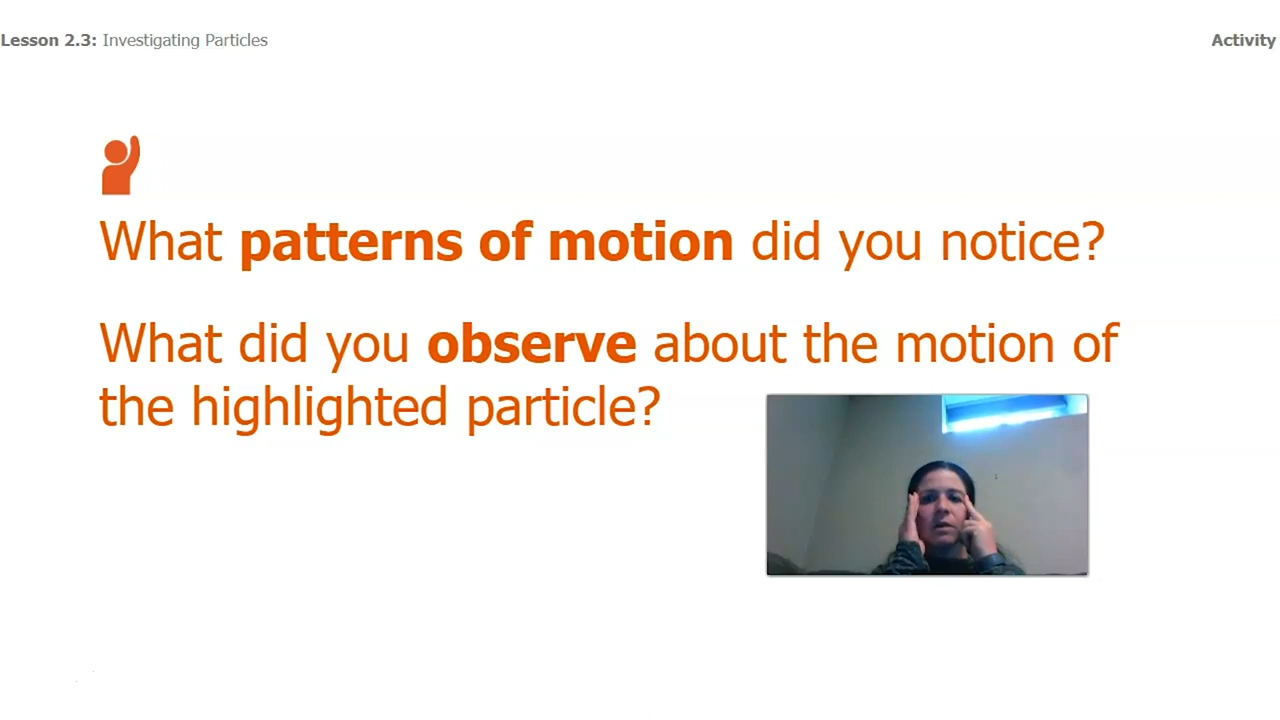 Lesson 2.3: Investigating Particles
Activity
What patterns of motion did you notice?
What did you observe about the motion of
the highlighted particle?